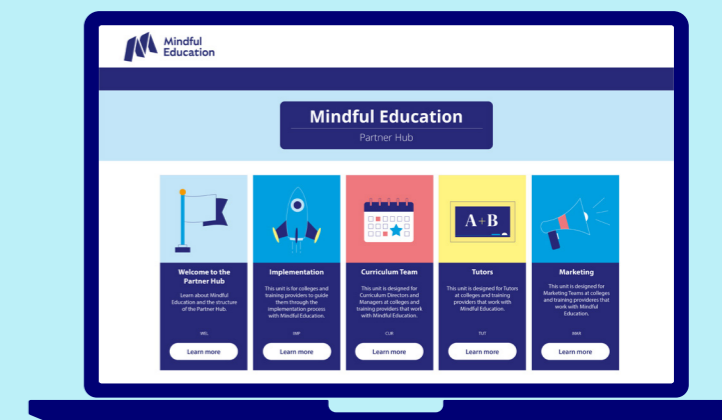 Mindful
Education
Mindful Education
Partner Hub
A+B
Welcome to the
Partner Hub
Learn about Mindful
Education and the structure
of the Partner Hub.
WEL
Learn more
Implementation
This unit is for colleges and
training providers to guide
them through the
implementation process
with Mindful Education.
IMP
Learn more
Curriculum Team
This unit is designed for
Curriculum Directors and
Managers at colleges and
training providers that work
with Mindful Education.
CUR
Learn more
Tutors
This unit is designed for Tutors
at colleges and training
providers that work with
Mindful Education.
TUT
Learn more
Marketing
This unit is designed for
Marketing Teams at colleges
and training provideres that
work with Mindful
Education.
MAR
Learn more